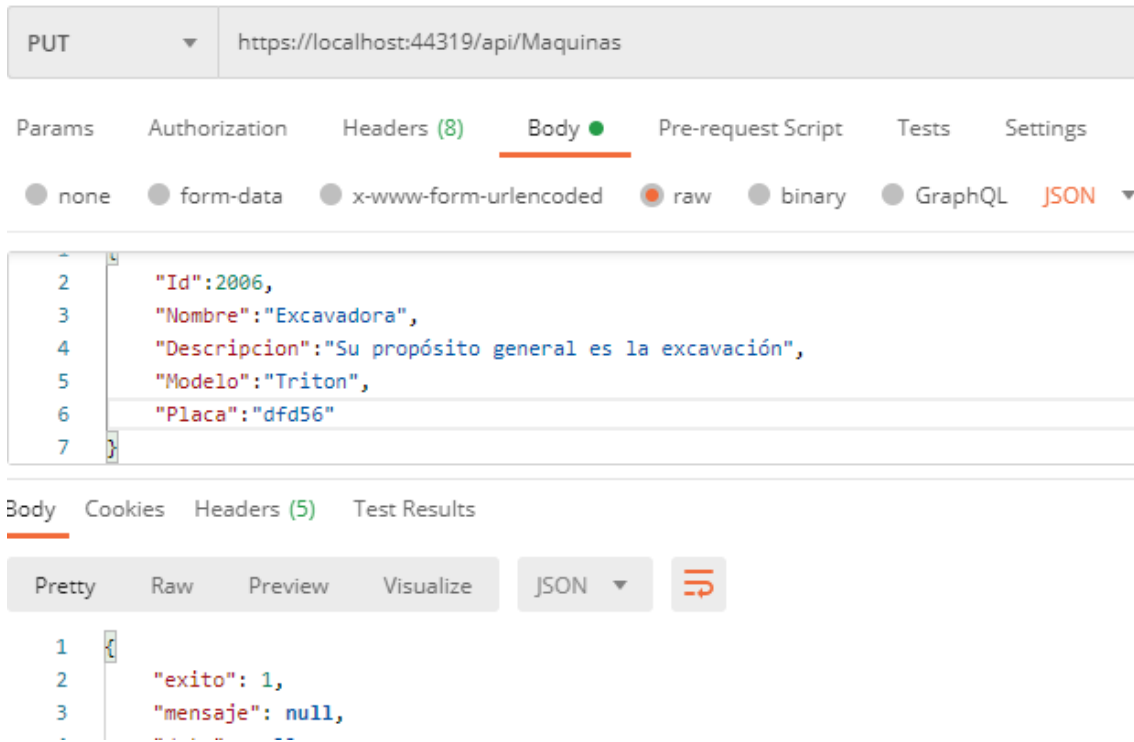 PUT https://localhost:44319/api/Maquinas
Params Authorization Headers (8) Body Pre-request Script Tests Settings
none form-data x-www-form-urlencoded raw binary GraphQL JSON
2 "Id":2006,
3 "Nombre":"Excavadora",
4 "Descripcion":"Su propósito general es la excavación",
5 "Modelo":"Triton",
6 "Placa":"dfd56"
7 }
Body Cookies Headers (5) Test Results
Pretty Raw Preview Visualize JSON
1 {
2 "exito": 1,
3 "mensaje": null,